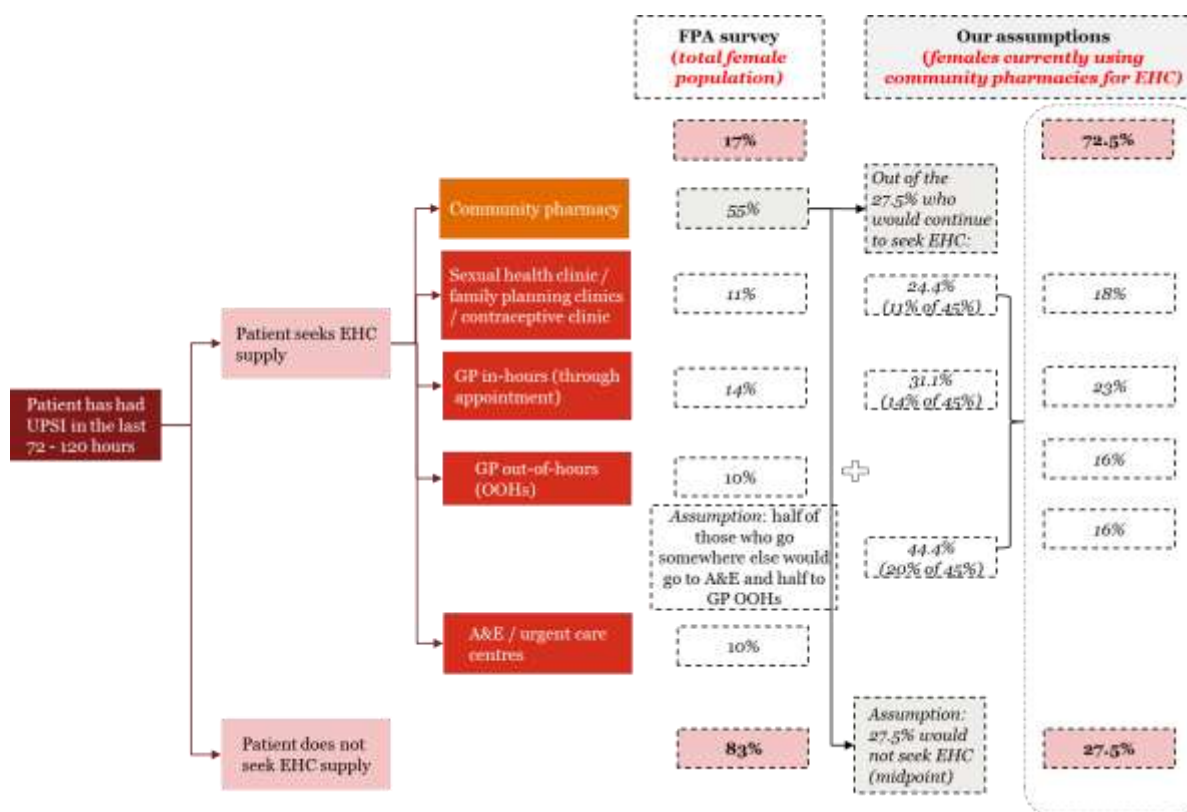 FPA survey
(total female
population)
Our assumptions
(females currently using
community pharmacies for EHC)
17%
72.5%
Community pharmacy
55%
Out of the
27.5% who
would continue
to seek EHC:
Sexual health clinic /
family planning clinics
/ contraceptive clinic
11%
24.4%
(11% of 45%)
18%
Patient seeks EHC
supply
GP in-hours (through
appointment)
14%
31.1%
(14% of 45%)
23%
Patient has had
UPSI in the last
72 - 120 hours
GP out-of-hours
(OOHs)
10%
16%
Assumption: half of
those who go
somewhere else would
go to A&E and half to
GP OOHs
44.4%
(20% of 45%)
16%
A&E / urgent care
centres
10%
Patient does not
seek EHC supply
83%
Assumption:
27.5% would
not seek EHC
(midpoint)
27.5%